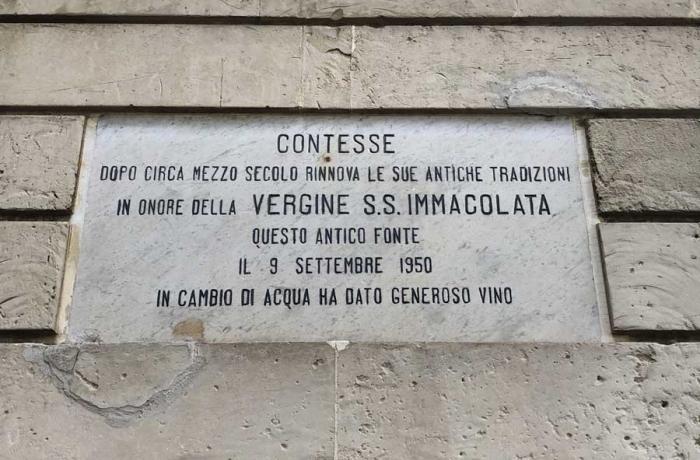 CONTESSE
DOPO CIRCA MEZZO SECOLO RINNOVA LE SUE ANTICHE TRADIZIONI
IN ONORE DELLA VERGINE S.S. IMMACOLATA
QUESTO ANTICO FONTE
IL 9 SETTEMBRE 1950
IN CAMBIO DI ACQUA HA DATO GENEROSO VINO